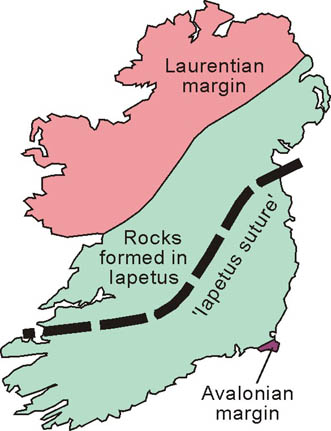 Laurentian
margin
Rocks
formed in
Iapetus
'Iapetus suture'
Avalonian
margin